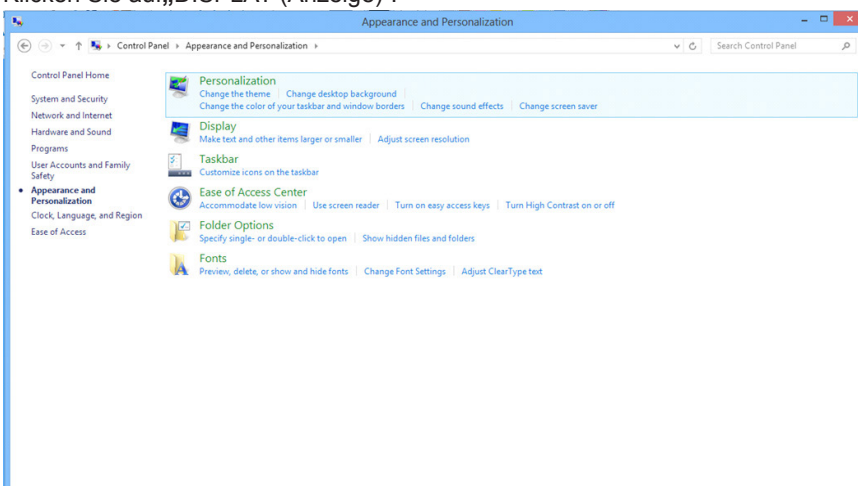 Klicken Sie auf „DISPLAY (Anzeige)“.
Appearance and Personalization
Control Panel Appearance and Personalization
Search Control Panel
Control Panel Home
System and Security
Network and Internet
Hardware and Sound
Programs
User Accounts and Family
Safety
Appearance and
Personalization
Clock, Language, and Region
Ease of Access
Personalization
Change the theme Change desktop background
Change the color of your taskbar and window borders Change sound effects Change screen saver
Display
Make text and other items larger or smaller Adjust screen resolution
Taskbar
Customize icons on the taskbar
Ease of Access Center
Accommodate low vision Use screen reader Turn on easy access keys Turn High Contrast on or off
Folder Options
Specify single- or double-click to open Show hidden files and folders
Fonts
Preview, delete, or show and hide fonts Change Font Settings Adjust ClearType text